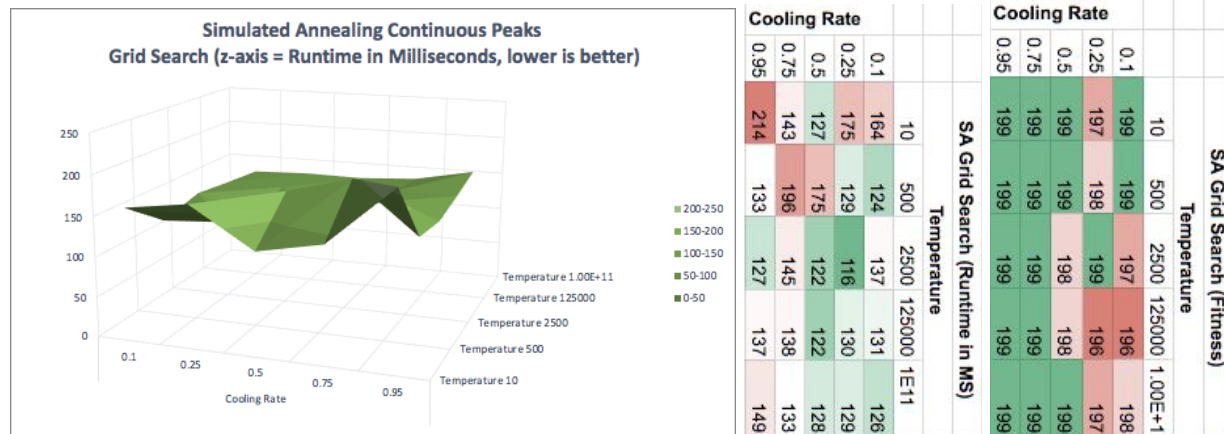 Simulated Annealing Continuous Peaks
Grid Search (z-axis = Runtime in Milliseconds, lower is better)
250
200
150
100
50
0
0.1
0.25
0.5
0.75
0.95
Cooling Rate
Temperature 1.00E+11
Temperature 125000
Temperature 2500
Temperature 500
Temperature 10
200-250
150-200
100-150
50-100
0-50
Cooling Rate
SA Grid Search (Runtime in MS)
Temperature
10 500 2500 125000 1E11
0.1 164 124 137 131 126
0.25 175 129 116 130 129
0.5 127 175 122 122 128
0.75 143 196 145 138 133
0.95 214 133 127 137 149
Cooling Rate
SA Grid Search (Fitness)
Temperature
10 500 2500 125000 1.00E+1
0.1 199 199 197 196 198
0.25 197 198 199 196 197
0.5 199 199 198 198 199
0.75 199 199 199 199 199
0.95 199 199 199 199 199